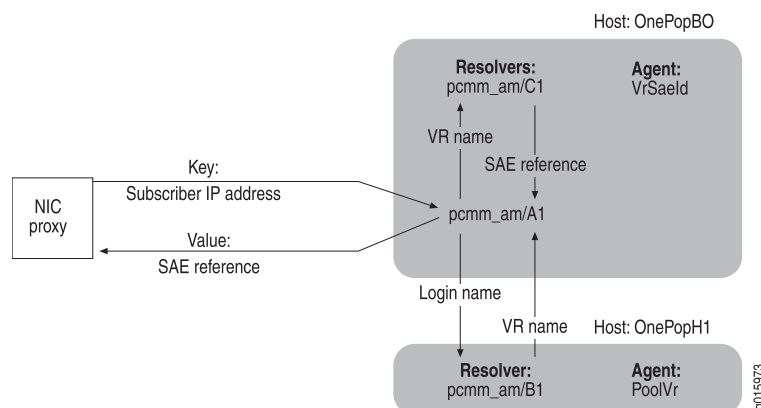 Host: OnePopBO
Resolvers:
pcmm_am/C1
Agent:
VrSaeId
VR name
SAE reference
Key:
Subscriber IP address
NIC
proxy
pcmm_am/A1
Value:
SAE reference
Login name
VR name
Host: OnePopH1
Resolver:
pcmm_am/B1
Agent:
PoolVr
g015973